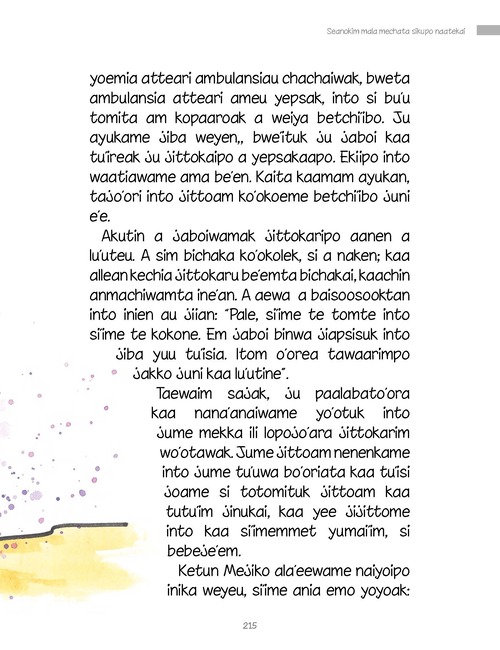 Seanokim mala mechata sikupo naatekai
yoemia atteari ambulansiau chachaiwak, bweta
ambulansia atteari ameu yepsak, into si bu'u
tomita am kopaaroak a weiya betchi'ibo. Ju
ayukame jiba weyen,, bwe'ituk ju jaboi kaa
tu'ireak ju jittokaipo a yepsakaapo. Ekiipo into
waatiawame ama be'en. Kaita kaamam ayukan,
tajo'ori into jittoam ko'okoeme betchi'ibo juni
e'e.
Akutin a jaboiwamak jittokaripo aanen a
lu'uteu. A sim bichaka ko'okolek, si a naken; kaa
allean kechia jittokaru be'emta bichakai, kaachin
anmachiwamta ine'an. A aewa a baisoosooktan
into inien au jiian: "Pale, si'ime te tomte into
si'ime te kokone. Em jaboi binwa jiapsisuk into
jiba yuu tu'isia. Itom o'orea tawaarimpo
jakko juni kaa lu'utine".
Taewaim sajak, ju paalabato'ora
kaa nana'anaiwame yo'otuk into
jume mekka ili lopojo'ara jittokarim
wo'otawak. Jume jittoam nenenkame
into jume tu'uwa bo'oriata kaa tu'isi
joame si totomituk jittoam kaa
tutu'im jinukai, kaa yee jijittome
into kaa si'imemmet yumaiim, si
bebeje'em.
Ketun Mejiko ala'eewame naiyoipo
inika weyeu, si'ime ania emo yoyoak:
215